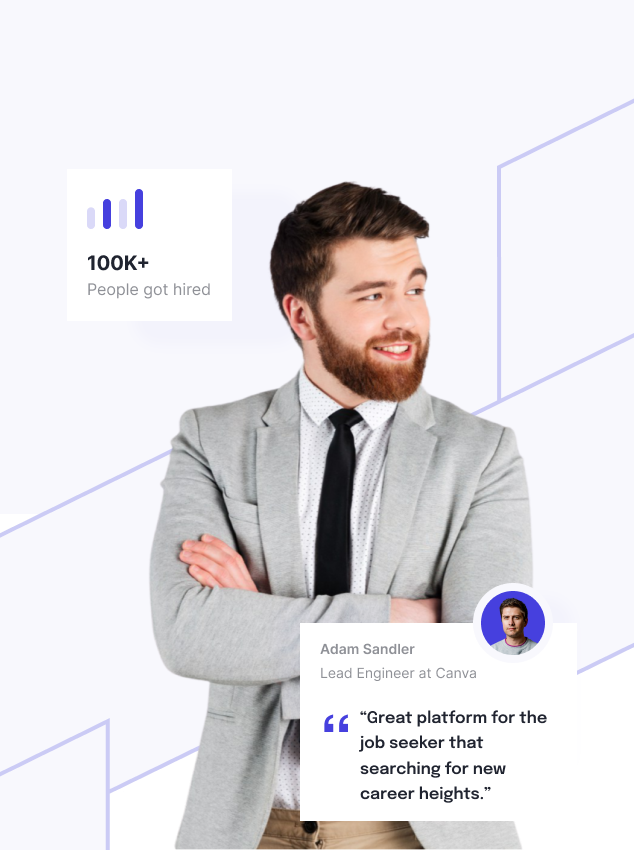 100K+
People got hired
Adam Sandler
Lead Engineer at Canva
“Great platform for the
job seeker that
searching for new
career heights.”